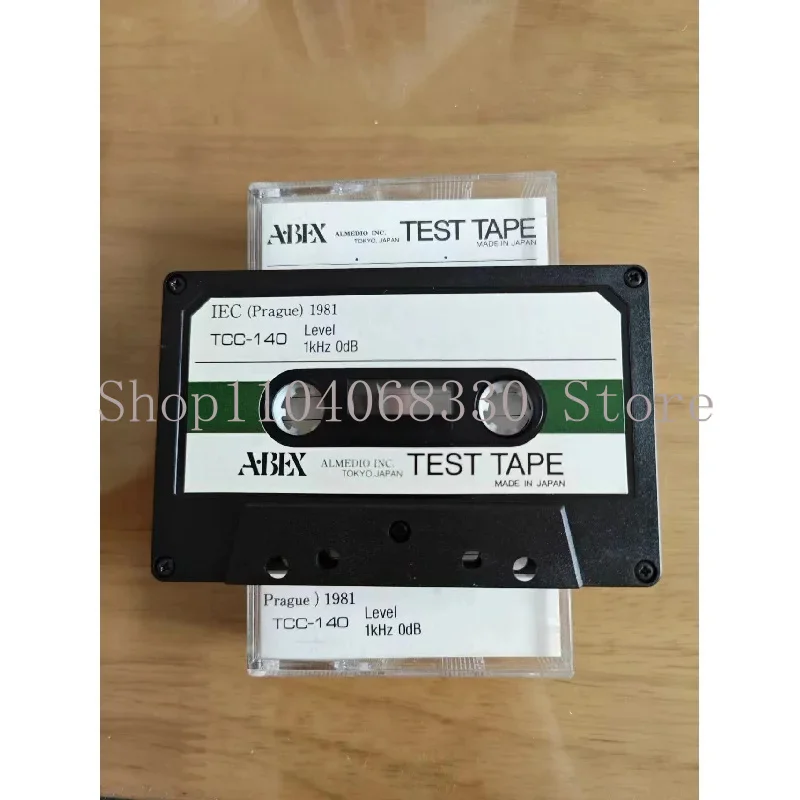 A·BEX ALMEDIO INC. TOKYO, JAPAN TEST TAPE
MADE IN JAPAN
IEC (Prague) 1981
TCC-140 Level
1kHz 0dB
Shop1104068330 Store
A·BEX ALMEDIO INC. TOKYO.JAPAN TEST TAPE
MADE IN JAPAN
Prague ) 1981
TCC-140 Level
1kHz 0dB